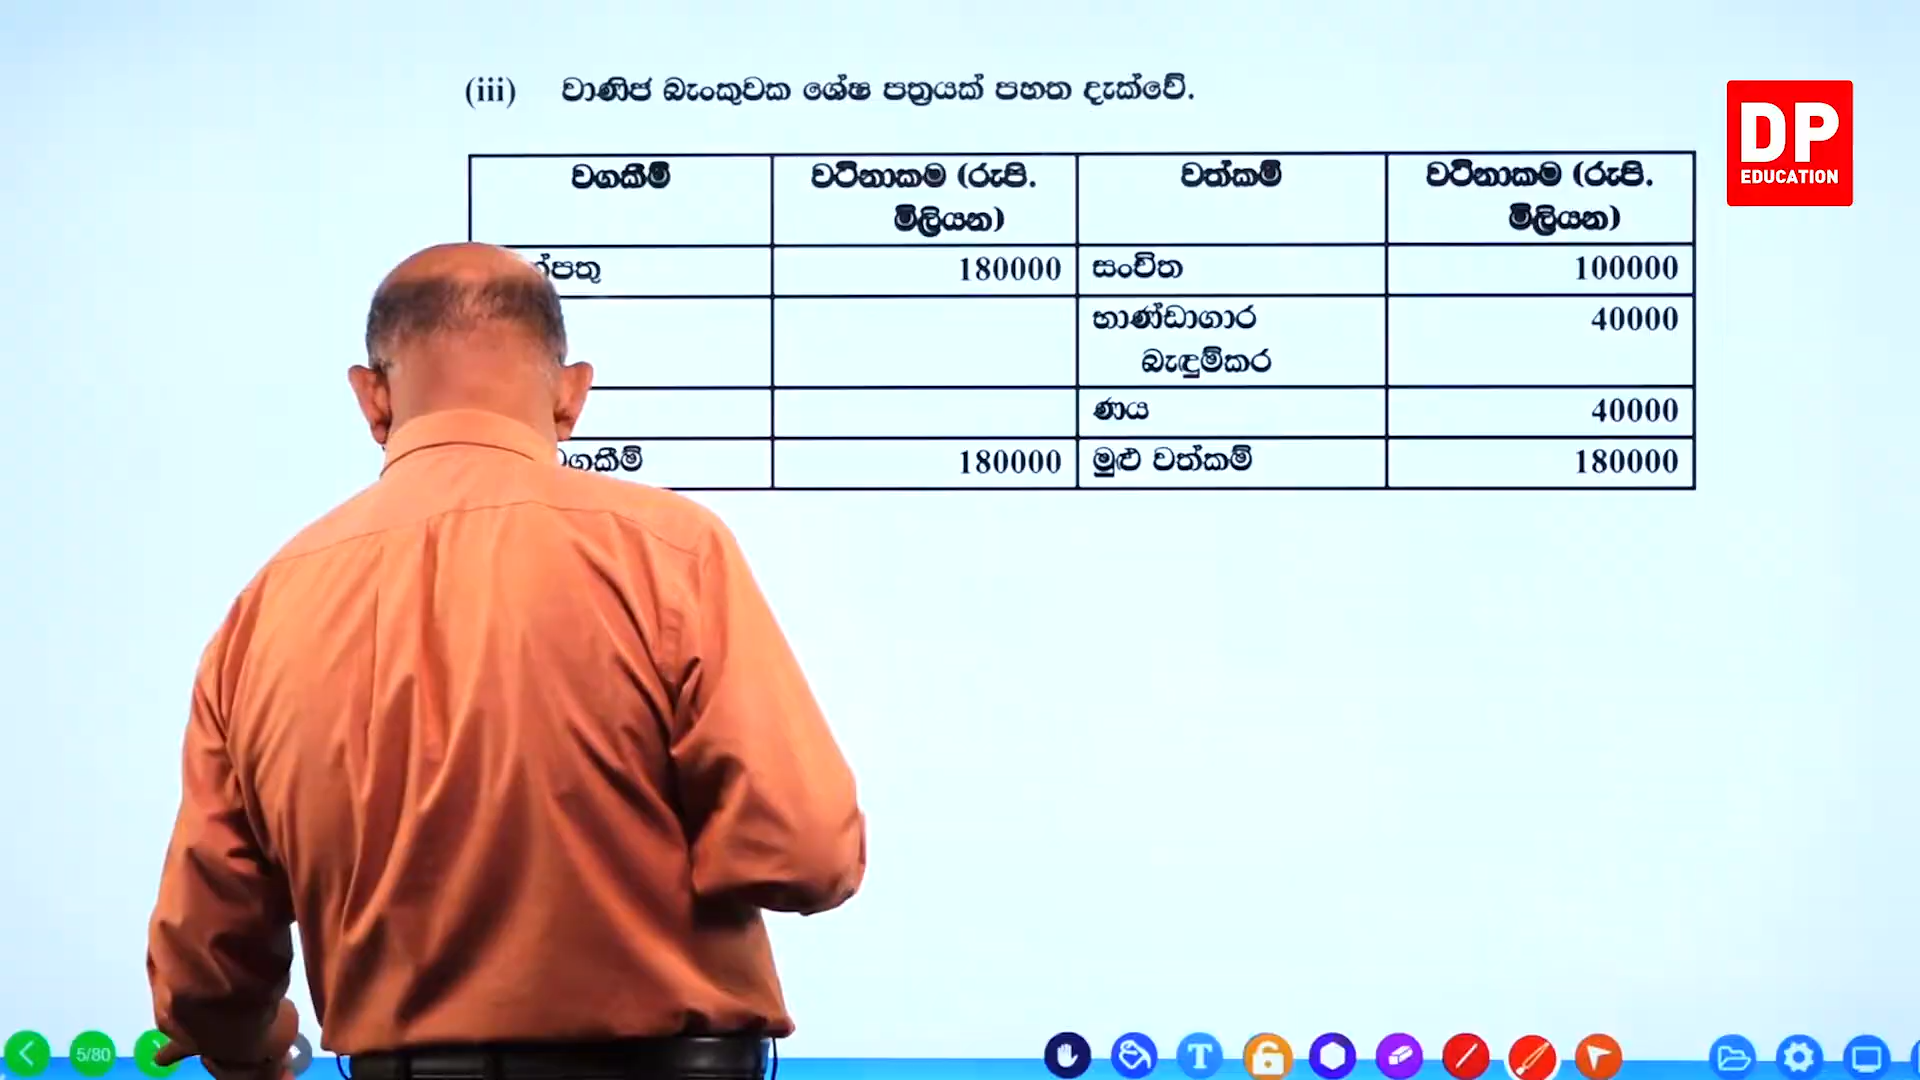 (iii) වාණිජ බැංකුවක ශේෂ පත්‍රයක් පහත දැක්වේ.
DP
EDUCATION
වගකීම් වටිනාකම (රුපි. මිලියන) වත්කම් වටිනාකම (රුපි. මිලියන)
180000 සංචිත 100000
භාණ්ඩාගාර බැඳුම්කර 40000
ණය 40000
වගකීම් 180000 මුළු වත්කම් 180000
5/80
T